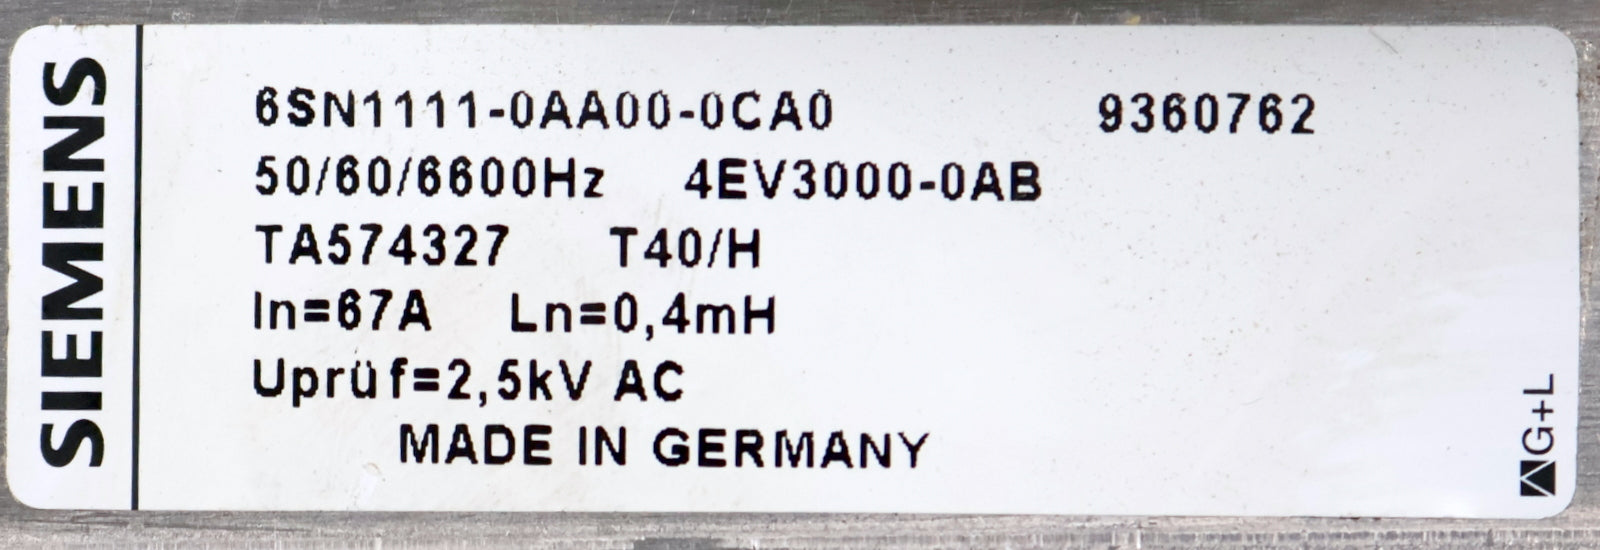 SIEMENS
6SN1111-0AA00-0CA0 9360762
50/60/6600Hz 4EV3000-0AB
TA574327 T40/H
In=67A Ln=0,4mH
Uprüf=2,5kV AC
MADE IN GERMANY
G+L